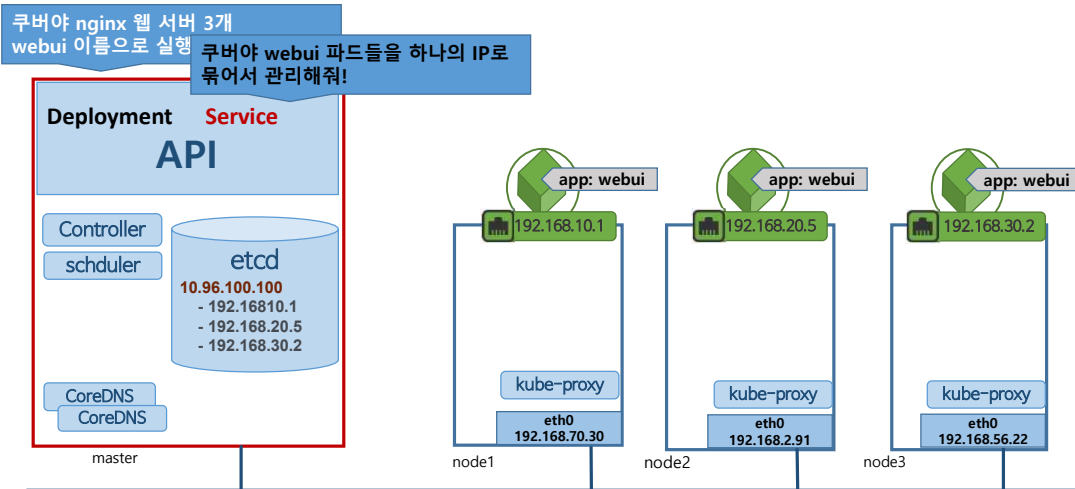 쿠버야 nginx 웹 서버 3개
webui 이름으로 실행
쿠버야 webui 파드들을 하나의 IP로
묶어서 관리해줘!
Deployment Service
API
Controller
schduler
etcd
10.96.100.100
- 192.16810.1
- 192.168.20.5
- 192.168.30.2
CoreDNS
CoreDNS
master
app: webui
192.168.10.1
kube-proxy
eth0
192.168.70.30
node1
app: webui
192.168.20.5
kube-proxy
eth0
192.168.2.91
node2
app: webui
192.168.30.2
kube-proxy
eth0
192.168.56.22
node3